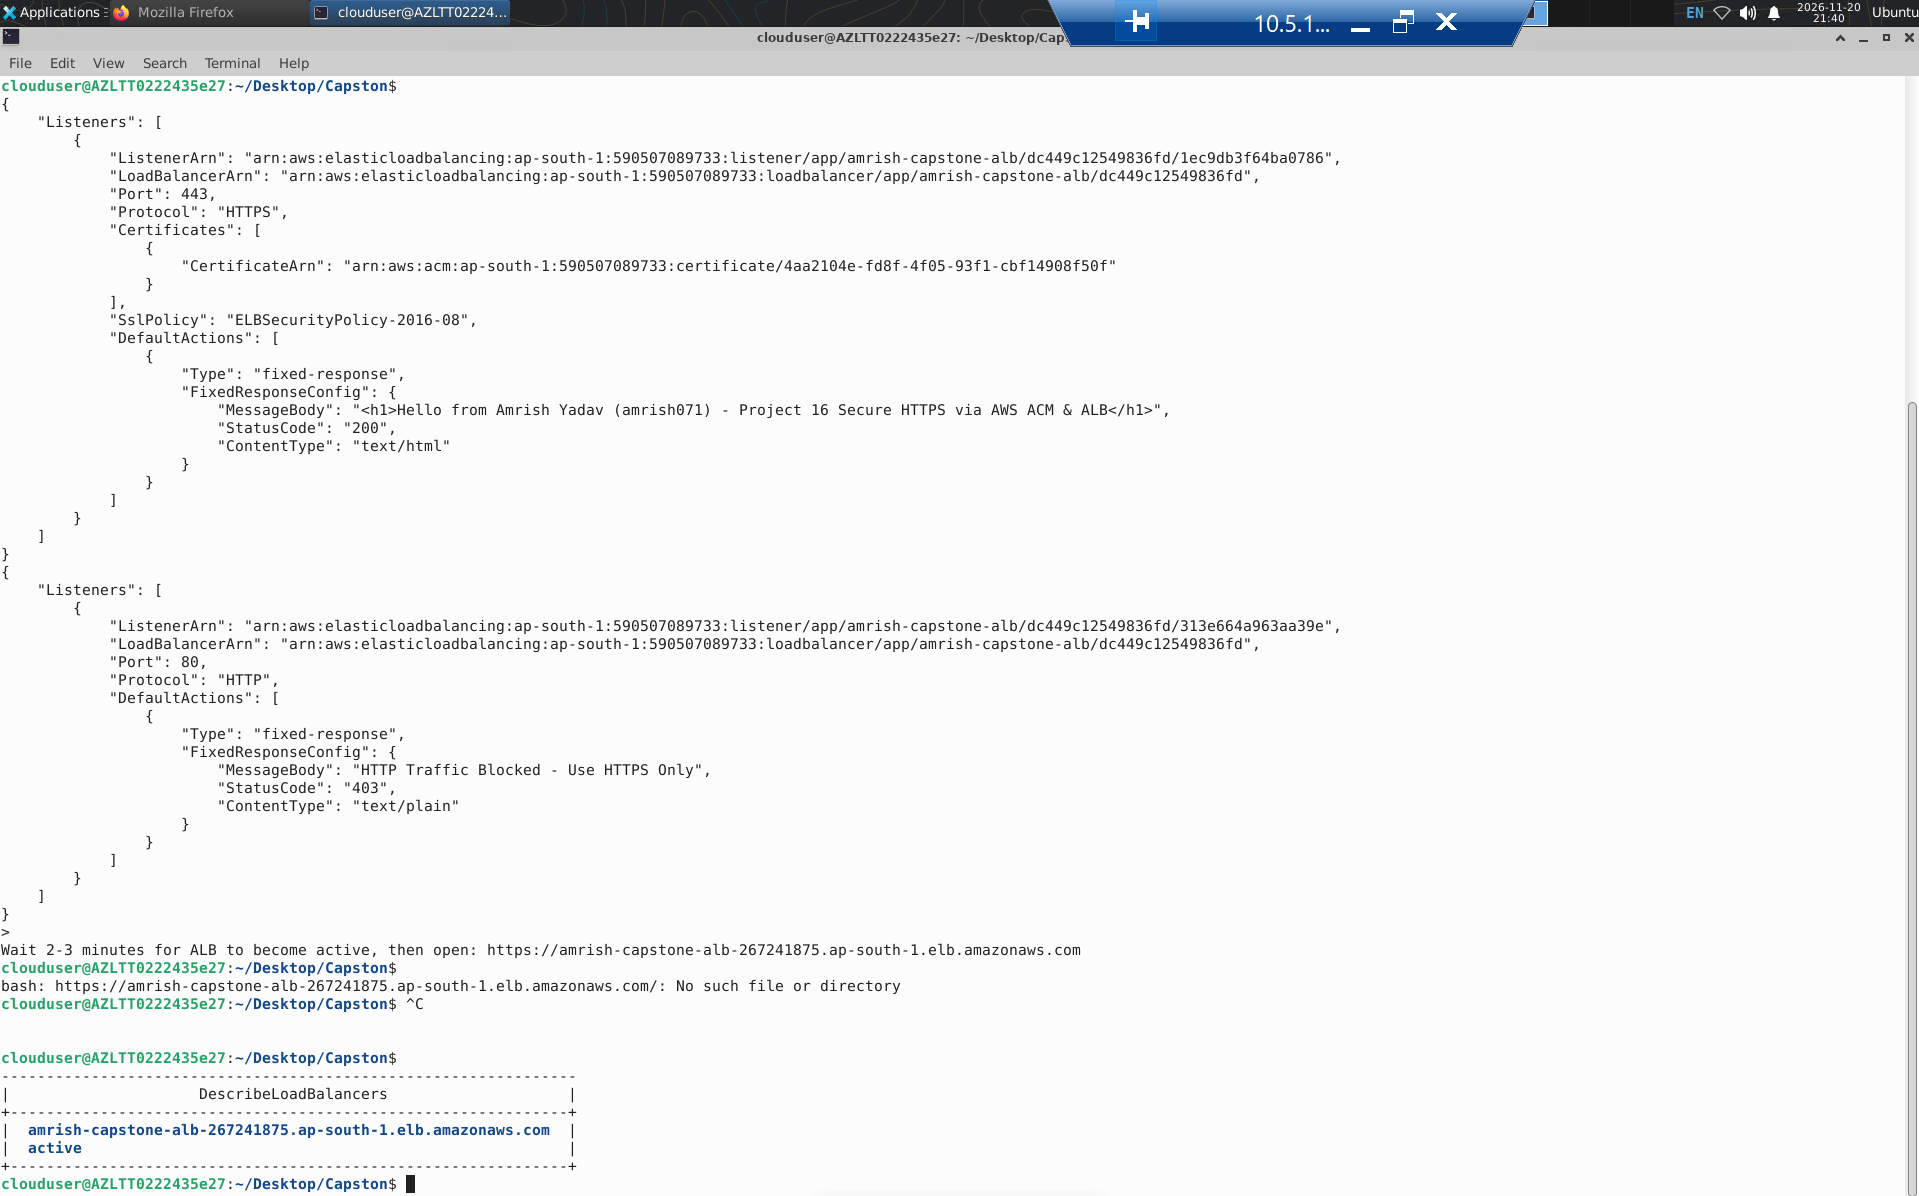 Applications
Mozilla Firefox
clouduser@AZLTT02224...
10.5.1...
EN
2026-11-20
21:40
Ubuntu
clouduser@AZLTT0222435e27: ~/Desktop/Cap
File Edit View Search Terminal Help
clouduser@AZLTT0222435e27:~/Desktop/Capston$
{
    "Listeners": [
        {
            "ListenerArn": "arn:aws:elasticloadbalancing:ap-south-1:590507089733:listener/app/amrish-capstone-alb/dc449c12549836fd/1ec9db3f64ba0786",
            "LoadBalancerArn": "arn:aws:elasticloadbalancing:ap-south-1:590507089733:loadbalancer/app/amrish-capstone-alb/dc449c12549836fd",
            "Port": 443,
            "Protocol": "HTTPS",
            "Certificates": [
                {
                    "CertificateArn": "arn:aws:acm:ap-south-1:590507089733:certificate/4aa2104e-fd8f-4f05-93f1-cbf14908f50f"
                }
            ],
            "SslPolicy": "ELBSecurityPolicy-2016-08",
            "DefaultActions": [
                {
                    "Type": "fixed-response",
                    "FixedResponseConfig": {
                        "MessageBody": "<h1>Hello from Amrish Yadav (amrish071) - Project 16 Secure HTTPS via AWS ACM & ALB</h1>",
                        "StatusCode": "200",
                        "ContentType": "text/html"
                    }
                }
            ]
        }
    ]
}
{
    "Listeners": [
        {
            "ListenerArn": "arn:aws:elasticloadbalancing:ap-south-1:590507089733:listener/app/amrish-capstone-alb/dc449c12549836fd/313e664a963aa39e",
            "LoadBalancerArn": "arn:aws:elasticloadbalancing:ap-south-1:590507089733:loadbalancer/app/amrish-capstone-alb/dc449c12549836fd",
            "Port": 80,
            "Protocol": "HTTP",
            "DefaultActions": [
                {
                    "Type": "fixed-response",
                    "FixedResponseConfig": {
                        "MessageBody": "HTTP Traffic Blocked - Use HTTPS Only",
                        "StatusCode": "403",
                        "ContentType": "text/plain"
                    }
                }
            ]
        }
    ]
}
>
Wait 2-3 minutes for ALB to become active, then open: https://amrish-capstone-alb-267241875.ap-south-1.elb.amazonaws.com
clouduser@AZLTT0222435e27:~/Desktop/Capston$
bash: https://amrish-capstone-alb-267241875.ap-south-1.elb.amazonaws.com/: No such file or directory
clouduser@AZLTT0222435e27:~/Desktop/Capston$ ^C
clouduser@AZLTT0222435e27:~/Desktop/Capston$
---------------------------------------------------------------
|                     DescribeLoadBalancers                    |
+--------------------------------------------------------------+
|  amrish-capstone-alb-267241875.ap-south-1.elb.amazonaws.com  |
|  active                                                      |
+--------------------------------------------------------------+
clouduser@AZLTT0222435e27:~/Desktop/Capston$